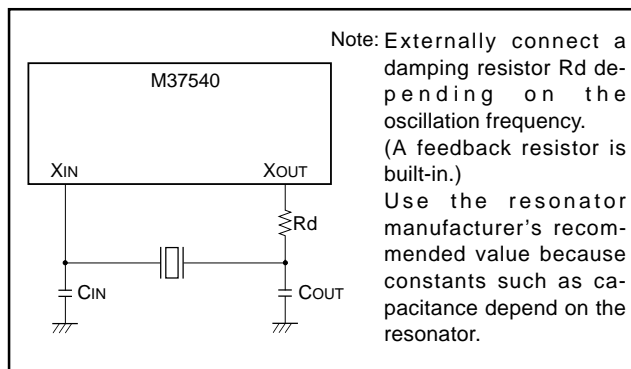 M37540
XIN
XOUT
Rd
CIN
COUT
Note: Externally connect a
damping resistor Rd de-
pending on the
oscillation frequency.
(A feedback resistor is
built-in.)
Use the resonator
manufacturer's recom-
mended value because
constants such as ca-
pacitance depend on the
resonator.